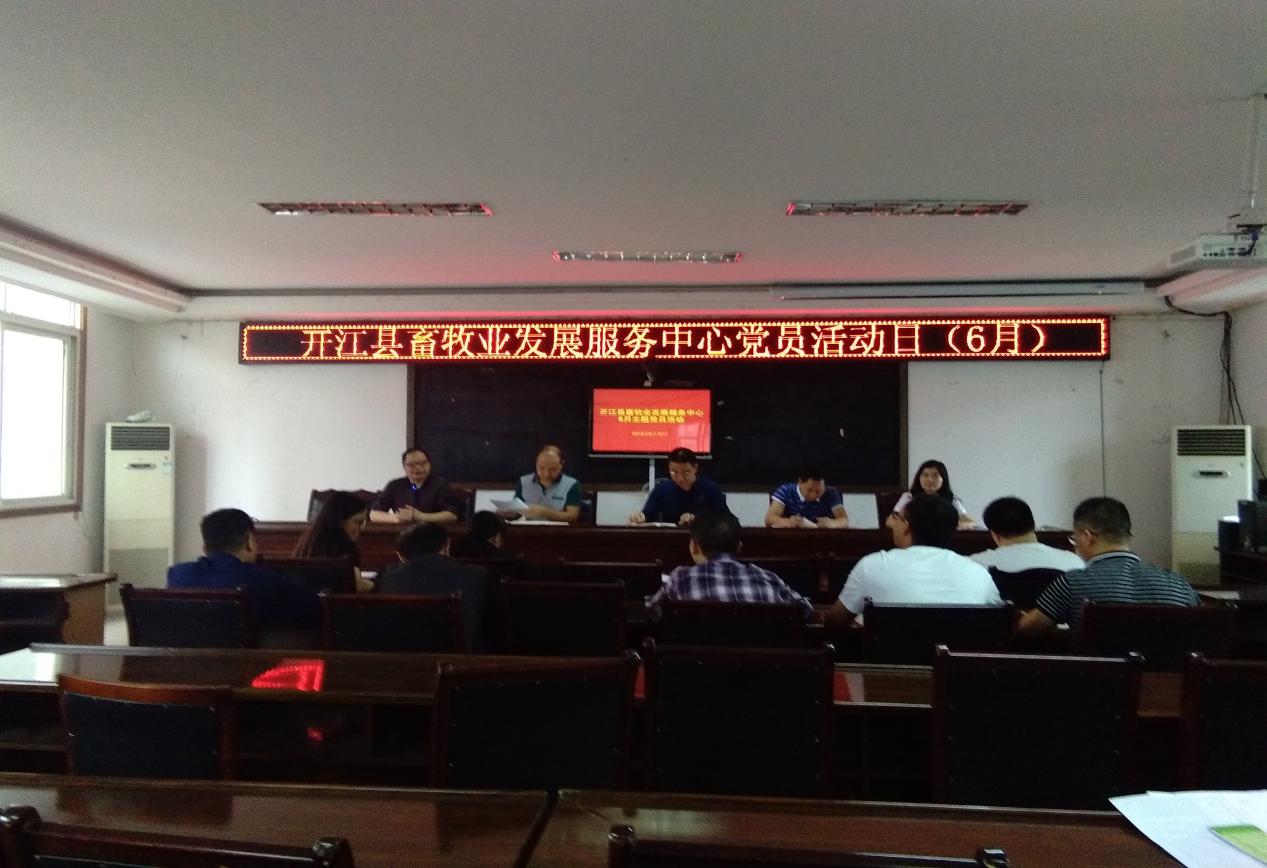 开江县畜牧业发展服务中心党员活动日（6月）
开江县畜牧业发展服务中心
6月主题党员活动